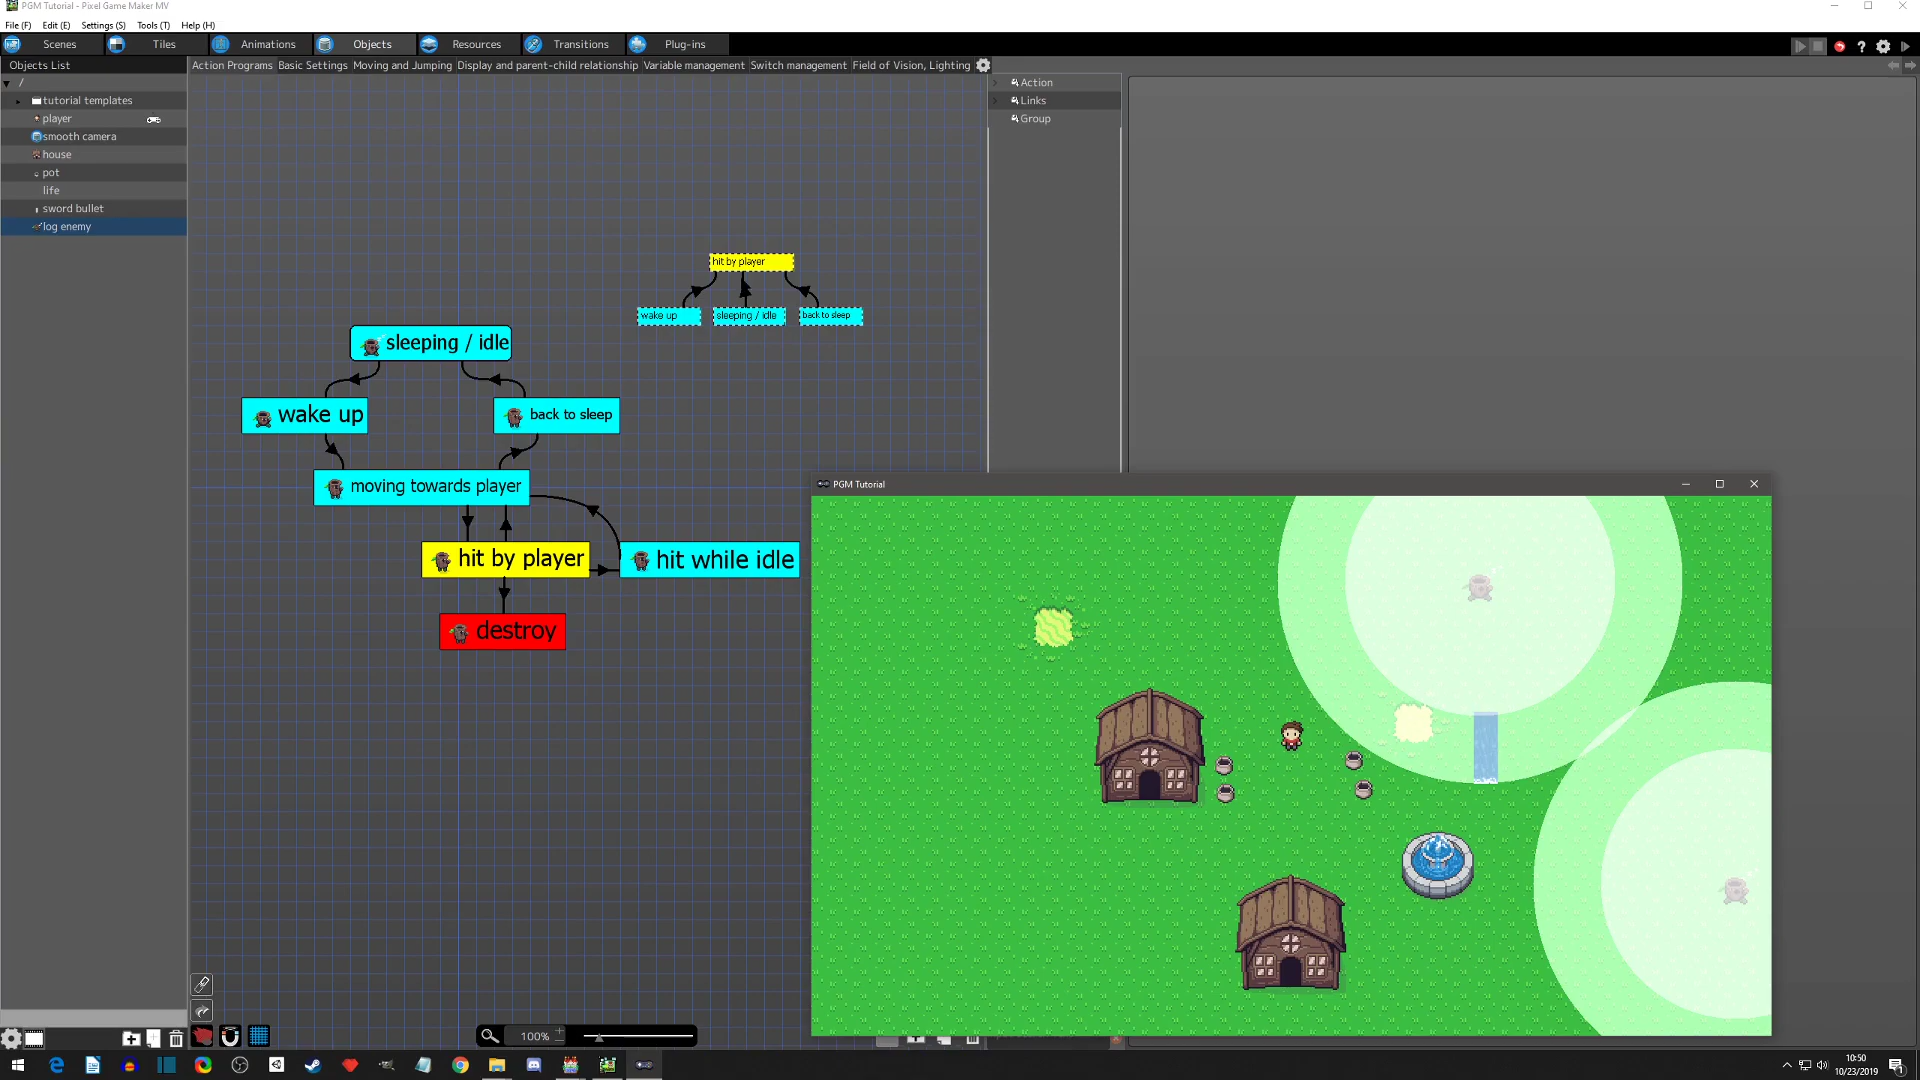 PGM Tutorial - Pixel Game Maker MV
File (F) Edit (E) Settings (S) Tools (T) Help (H)
Scenes Tiles Animations Objects Resources Transitions Plug-ins
Objects List
Action Programs Basic Settings Moving and Jumping Display and parent-child relationship Variable management Switch management Field of Vision, Lighting
/
tutorial templates
player
smooth camera
house
pot
life
sword bullet
log enemy
Action
Links
Group
hit by player
wake up
sleeping / idle
back to sleep
sleeping / idle
wake up
back to sleep
moving towards player
hit by player
hit while idle
destroy
PGM Tutorial
100%
10:50
10/23/2019